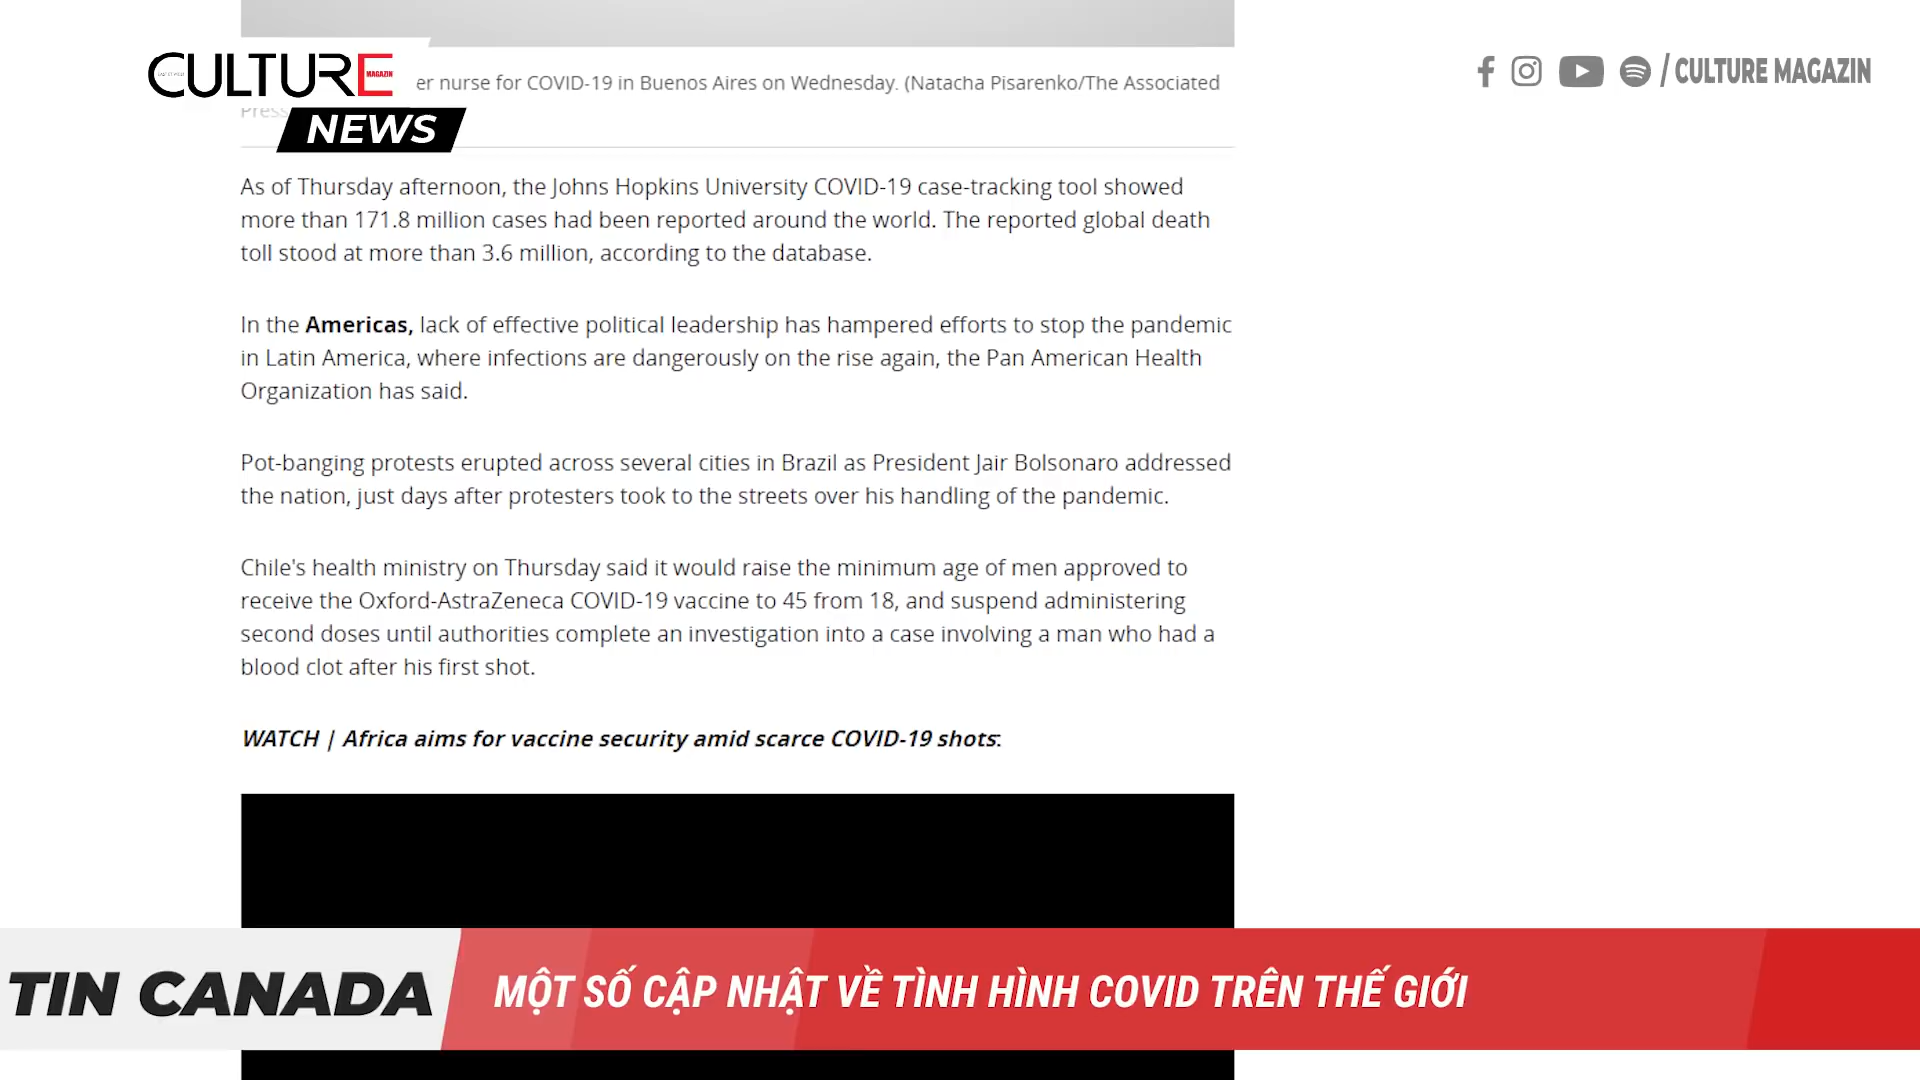 CULTURE
MAGAZIN
NEWS
/ CULTURE MAGAZIN
er nurse for COVID-19 in Buenos Aires on Wednesday. (Natacha Pisarenko/The Associated
Press
As of Thursday afternoon, the Johns Hopkins University COVID-19 case-tracking tool showed
more than 171.8 million cases had been reported around the world. The reported global death
toll stood at more than 3.6 million, according to the database.
In the Americas, lack of effective political leadership has hampered efforts to stop the pandemic
in Latin America, where infections are dangerously on the rise again, the Pan American Health
Organization has said.
Pot-banging protests erupted across several cities in Brazil as President Jair Bolsonaro addressed
the nation, just days after protesters took to the streets over his handling of the pandemic.
Chile's health ministry on Thursday said it would raise the minimum age of men approved to
receive the Oxford-AstraZeneca COVID-19 vaccine to 45 from 18, and suspend administering
second doses until authorities complete an investigation into a case involving a man who had a
blood clot after his first shot.
WATCH | Africa aims for vaccine security amid scarce COVID-19 shots:
TIN CANADA
MỘT SỐ CẬP NHẬT VỀ TÌNH HÌNH COVID TRÊN THẾ GIỚI